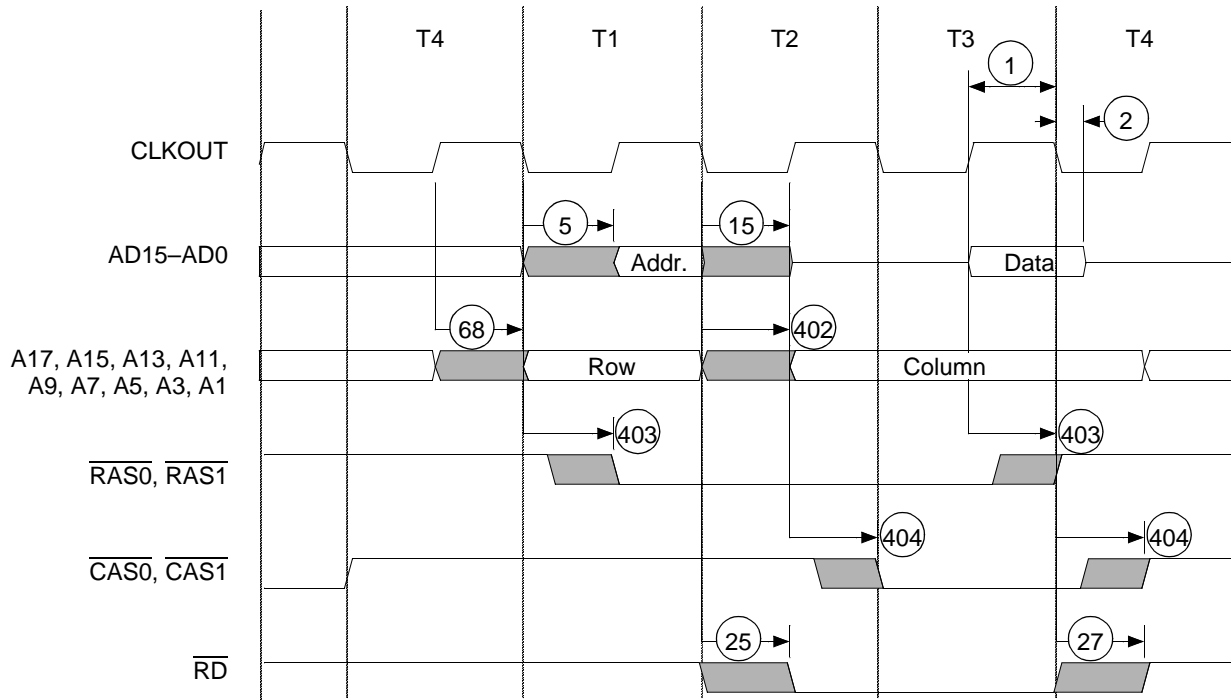 T4 T1 T2 T3 T4
1
2
CLKOUT
5 15
AD15–AD0 Addr. Data
68 402
A17, A15, A13, A11,
A9, A7, A5, A3, A1
Row Column
403 403
RAS0, RAS1
404 404
CAS0, CAS1
25 27
RD